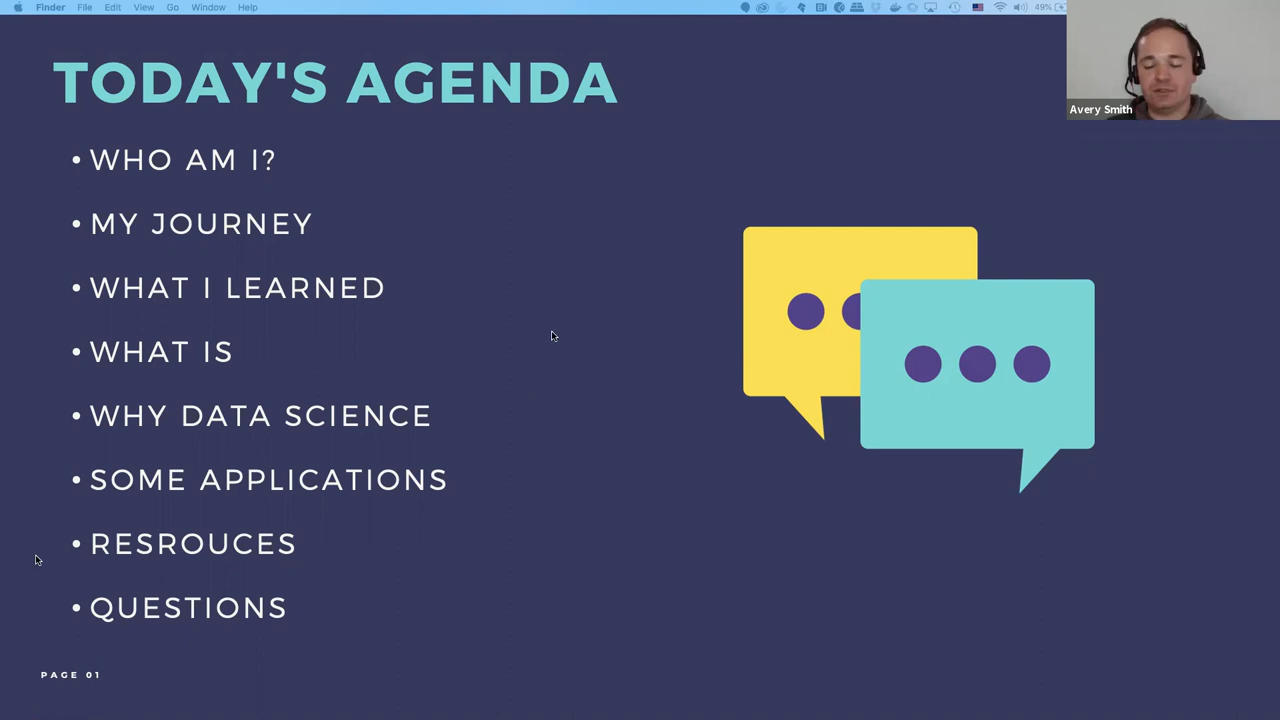 Finder File Edit View Go Window Help 49%
TODAY'S AGENDA
Avery Smith
• WHO AM I?
• MY JOURNEY
• WHAT I LEARNED
• WHAT IS
• WHY DATA SCIENCE
• SOME APPLICATIONS
• RESROUCES
• QUESTIONS
PAGE 01